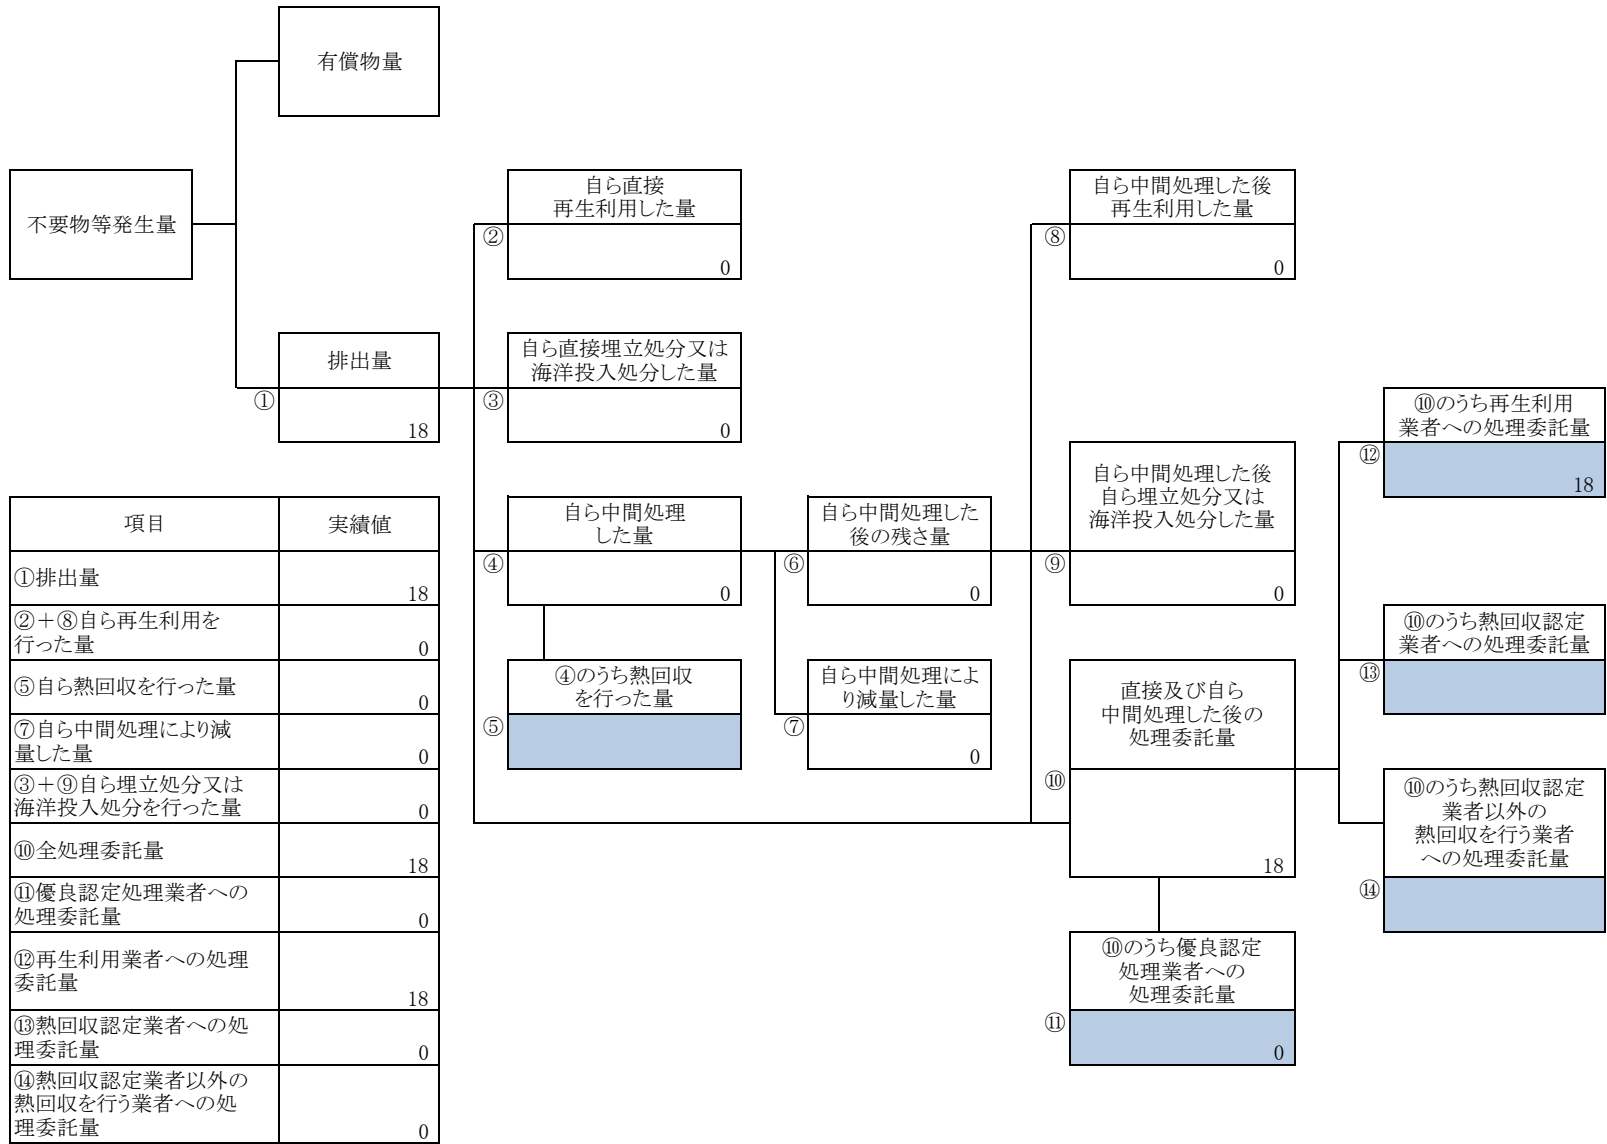 有償物量
不要物等発生量
自ら直接
再生利用した量
②
0
自ら中間処理した後
再生利用した量
⑧
0
排出量
①
18
自ら直接埋立処分又は
海洋投入処分した量
③
0
⑩のうち再生利用
業者への処理委託量
⑫
18
自ら中間処理
した量
④
0
自ら中間処理した
後の残さ量
⑥
0
自ら中間処理した後
自ら埋立処分又は
海洋投入処分した量
⑨
0
④のうち熱回収
を行った量
⑤
自ら中間処理によ
り減量した量
⑦
0
直接及び自ら
中間処理した後の
処理委託量
⑩
18
⑩のうち熱回収認定
業者への処理委託量
⑬
⑩のうち熱回収認定
業者以外の
熱回収を行う業者
への処理委託量
⑭
⑩のうち優良認定
処理業者への
処理委託量
⑪
0
項目 実績値
①排出量
18
②+⑧自ら再生利用を
行った量
0
⑤自ら熱回収を行った量
0
⑦自ら中間処理により減
量した量
0
③+⑨自ら埋立処分又は
海洋投入処分を行った量
0
⑩全処理委託量
18
⑪優良認定処理業者への
処理委託量
0
⑫再生利用業者への処理
委託量
18
⑬熱回収認定業者への処
理委託量
0
⑭熱回収認定業者以外の
熱回収を行う業者への処
理委託量
0